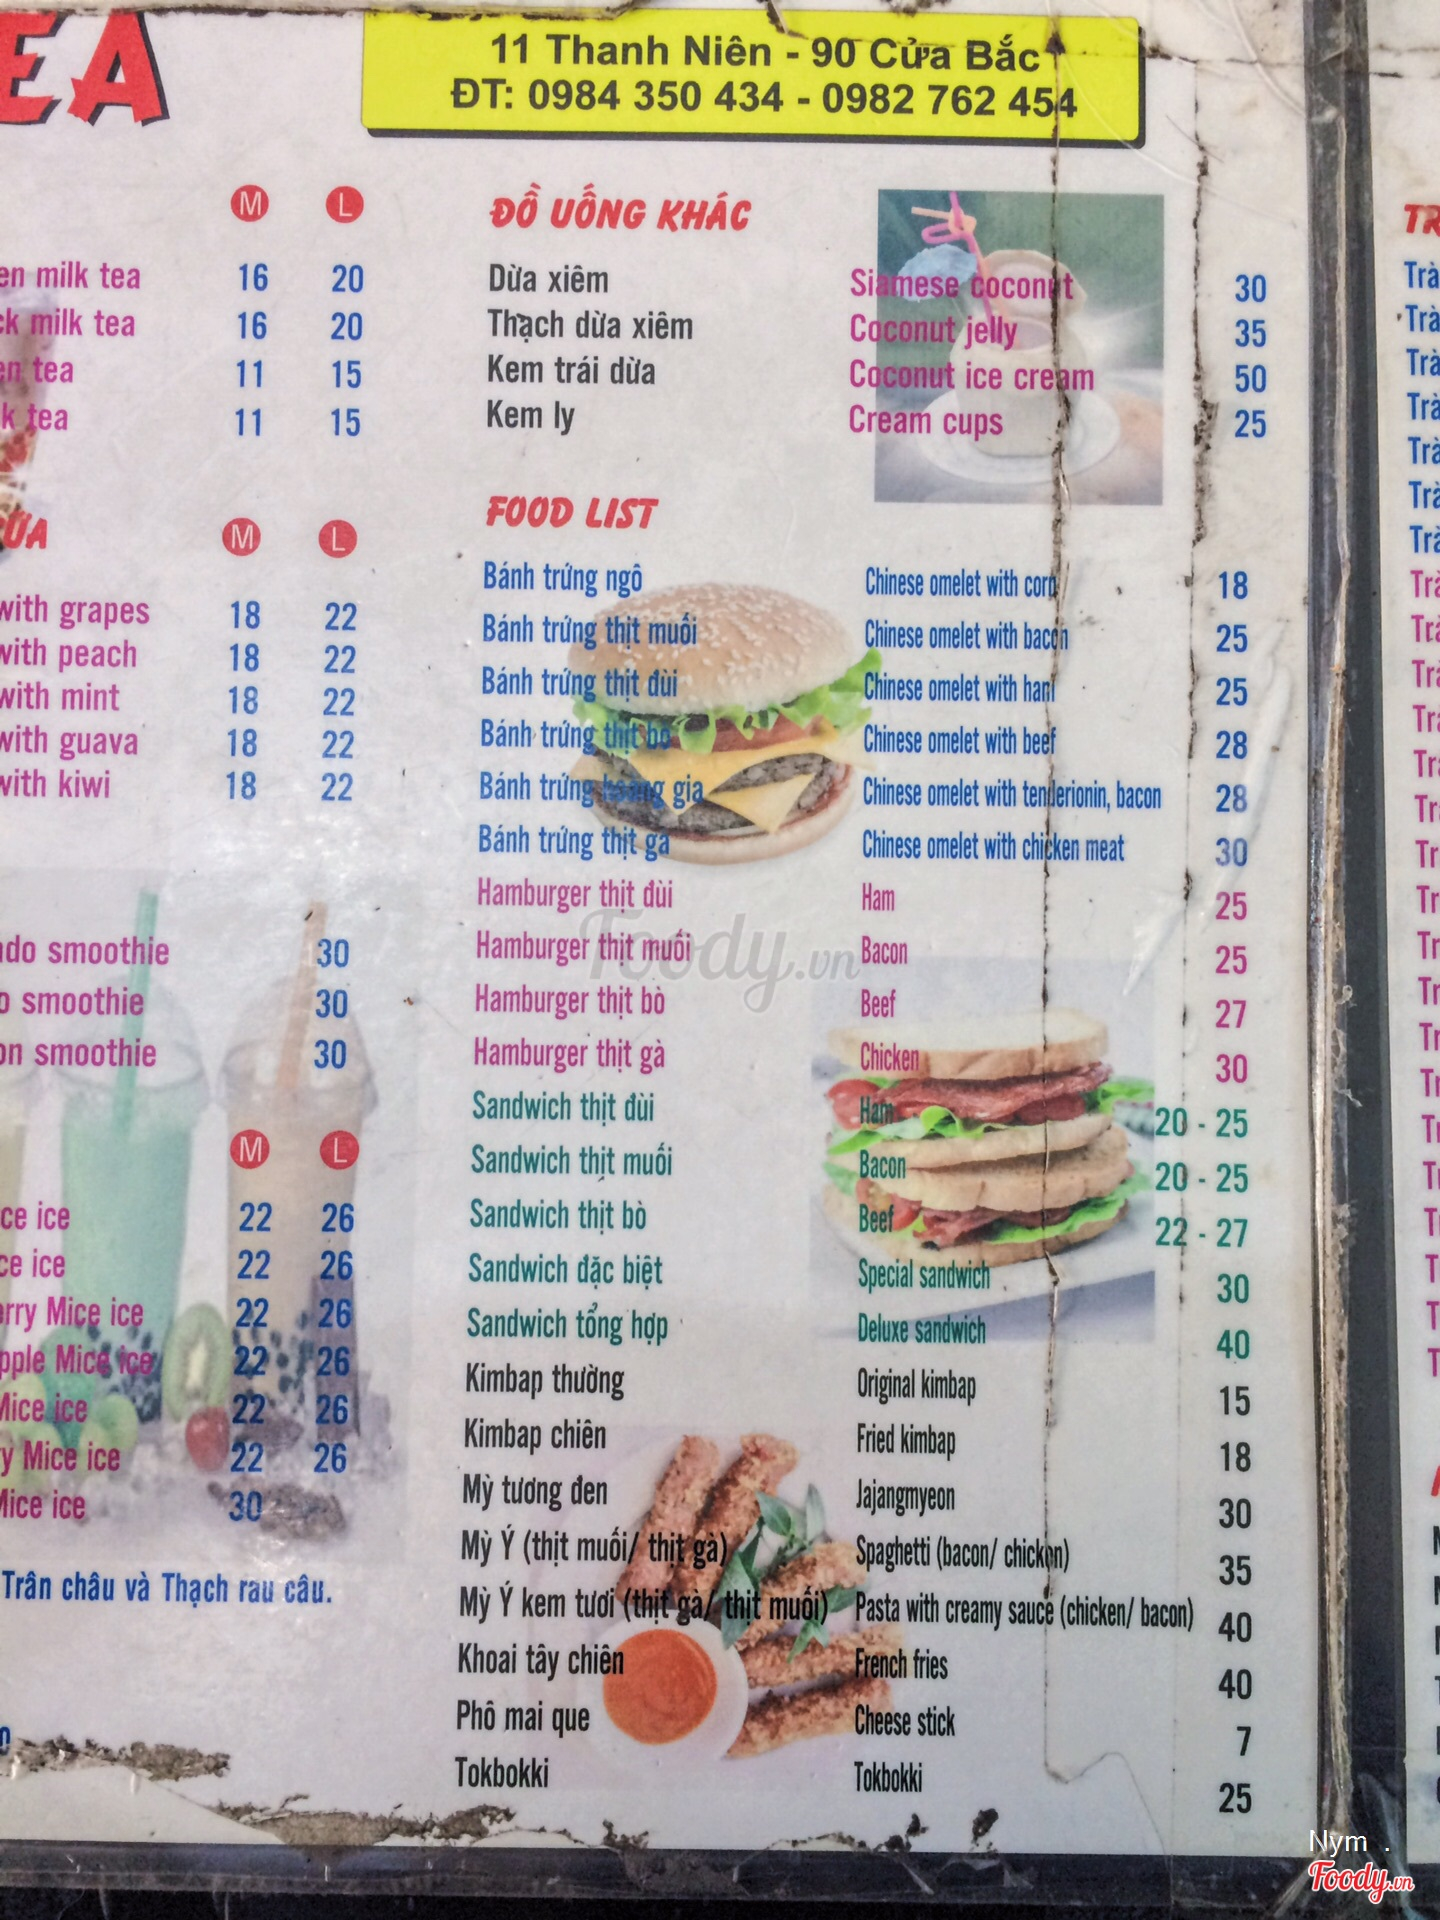 EA
11 Thanh Niên - 90 Cửa Bắc
ĐT: 0984 350 434 - 0982 762 454
M L
milk tea 16 20
milk tea 16 20
tea 11 15
tea 11 15
M L
with grapes 18 22
with peach 18 22
with mint 18 22
with guava 18 22
with kiwi 18 22
smoothie 30
smoothie 30
smoothie 30
M L
ice 22 26
ice 22 26
Mice ice 22 26
Mice ice 22 26
Mice ice 22 26
Mice ice 22 26
Mice ice 30
Trân châu và Thạch rau câu.
ĐỒ UỐNG KHÁC
Dừa xiêm Siamese coconut 30
Thạch dừa xiêm Coconut jelly 35
Kem trái dừa Coconut ice cream 50
Kem ly Cream cups 25
FOOD LIST
Bánh trứng ngô Chinese omelet with corn 18
Bánh trứng thịt muối Chinese omelet with bacon 25
Bánh trứng thịt đùi Chinese omelet with ham 25
Bánh trứng thịt bò Chinese omelet with beef 28
Bánh trứng hoàng gia Chinese omelet with tenderionin, bacon 28
Bánh trứng thịt gà Chinese omelet with chicken meat 30
Hamburger thịt đùi Ham 25
Hamburger thịt muối Bacon 25
Hamburger thịt bò Beef 27
Hamburger thịt gà Chicken 30
Sandwich thịt đùi Ham 20 - 25
Sandwich thịt muối Bacon 20 - 25
Sandwich thịt bò Beef 22 - 27
Sandwich đặc biệt Special sandwich 30
Sandwich tổng hợp Deluxe sandwich 40
Kimbap thường Original kimbap 15
Kimbap chiên Fried kimbap 18
Mỳ tương đen Jajangmyeon 30
Mỳ Ý (thịt muối/ thịt gà) Spaghetti (bacon/ chicken) 35
Mỳ Ý kem tươi (thịt gà/ thịt muối) Pasta with creamy sauce (chicken/ bacon) 40
Khoai tây chiên French fries 40
Phô mai que Cheese stick 7
Tokbokki Tokbokki 25
Trà
Trà
Trà
Trà
Trà
Trà
Trà
Foody.vn
Nym .
Foody.vn